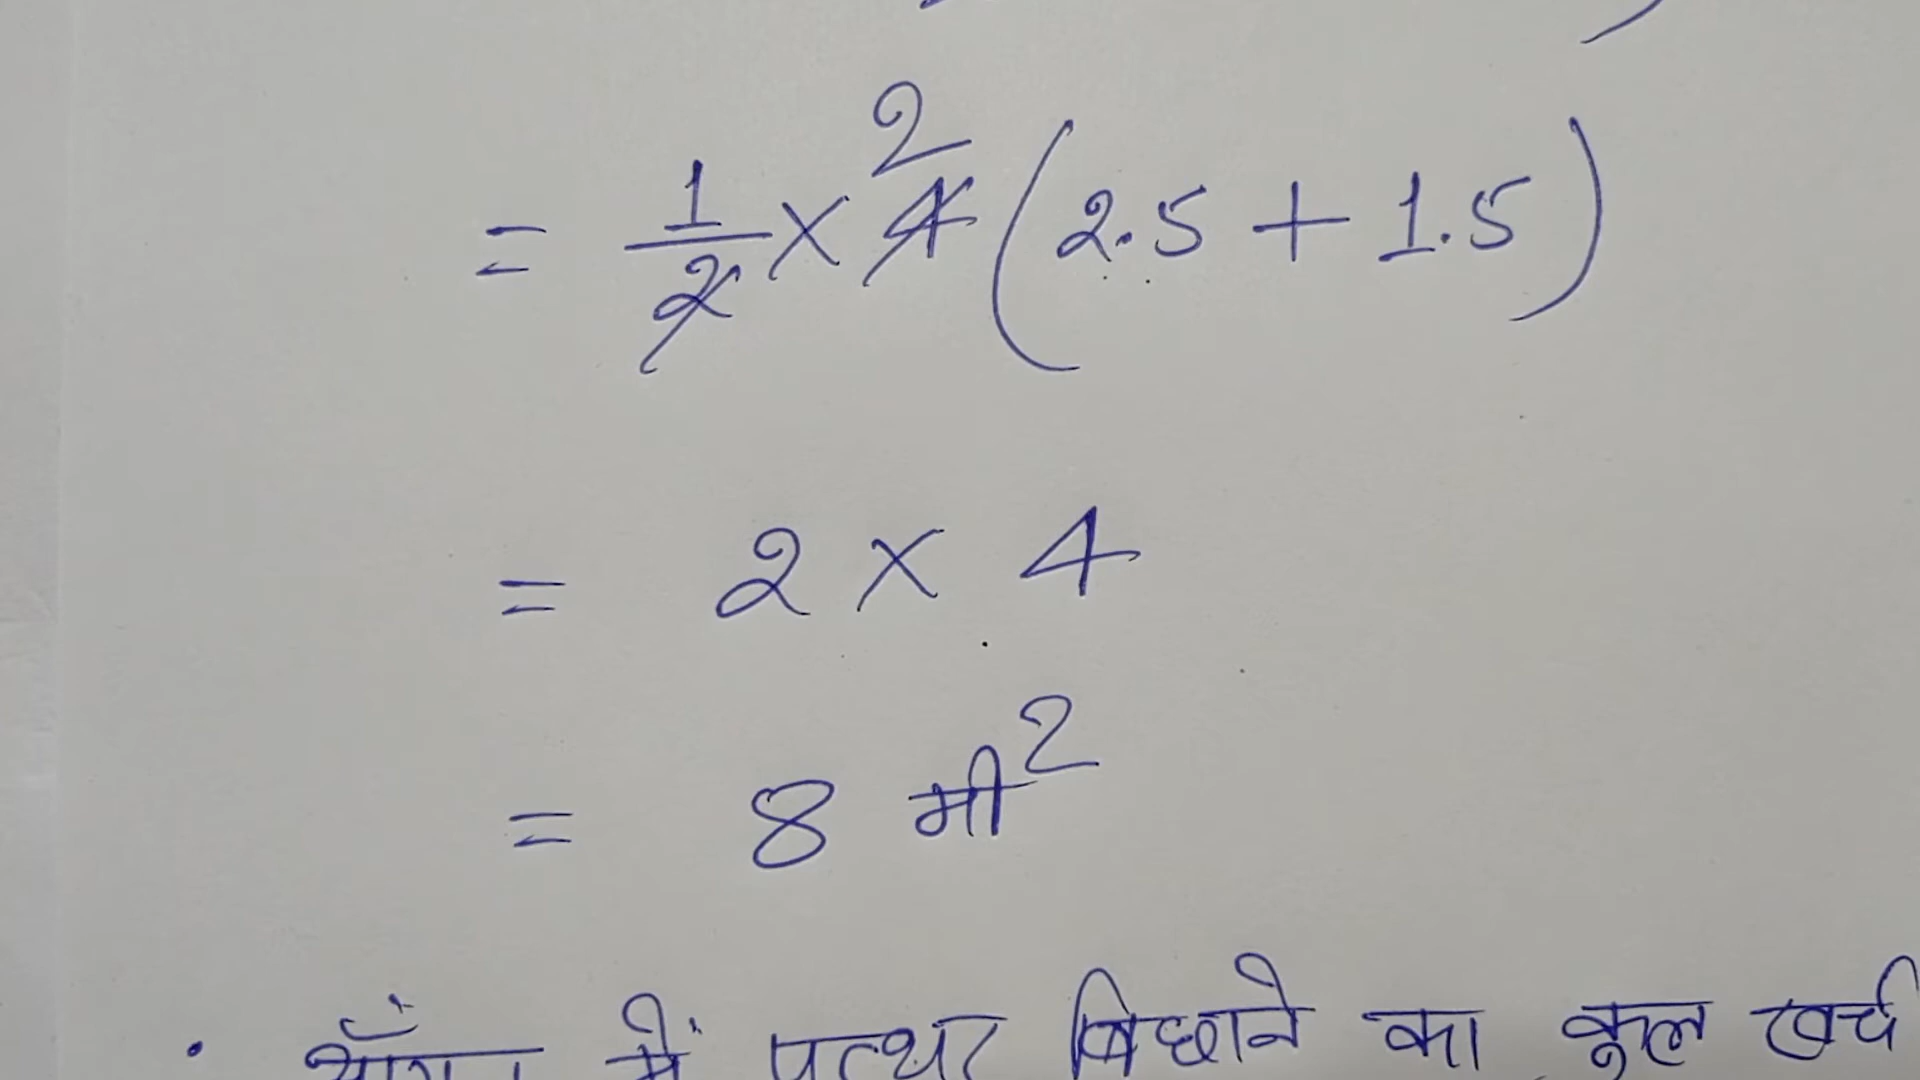 = 1/2 × 4 (2.5 + 1.5)
2
= 2 × 4
= 8 मी²
. आँगन में पत्थर बिछाने का कुल खर्च